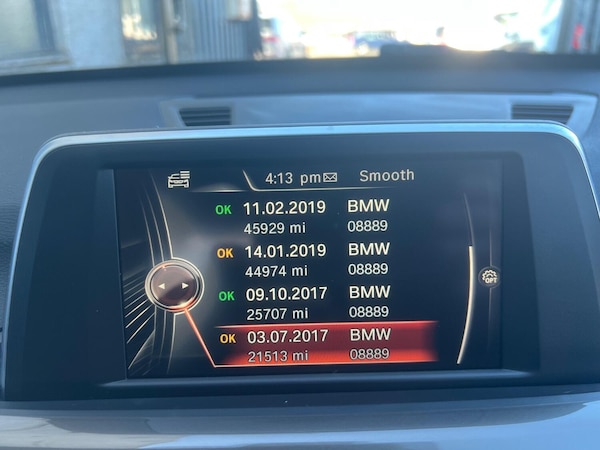 4:13 pm Smooth
OK 11.02.2019 BMW
45929 mi 08889
OK 14.01.2019 BMW
44974 mi 08889
OK 09.10.2017 BMW
25707 mi 08889
OK 03.07.2017 BMW
21513 mi 08889
OPT